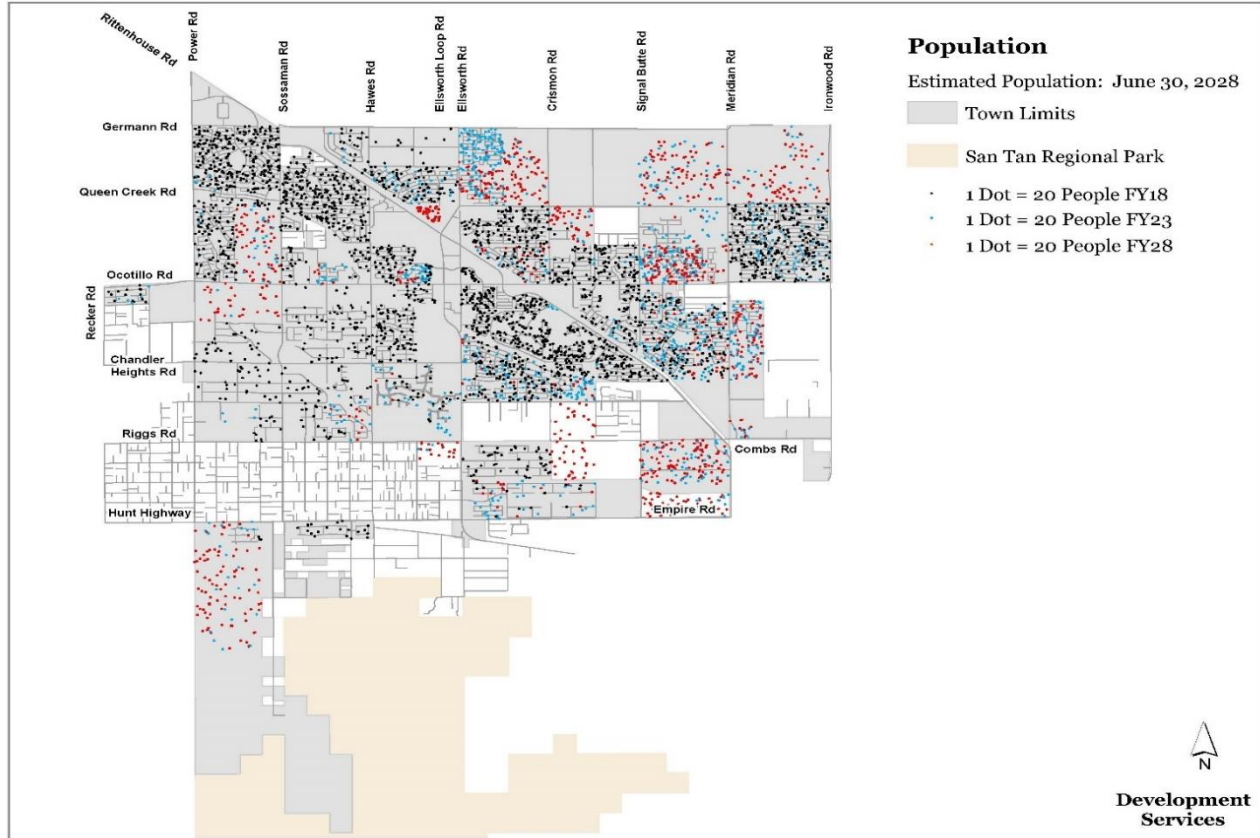 Rittenhouse Rd
Power Rd
Sossaman Rd
Hawes Rd
Ellsworth Loop Rd
Ellsworth Rd
Crismon Rd
Signal Butte Rd
Meridian Rd
Ironwood Rd
Germann Rd
Queen Creek Rd
Ocotillo Rd
Recker Rd
Chandler
Heights Rd
Riggs Rd
Combs Rd
Hunt Highway
Empire Rd
Population
Estimated Population: June 30, 2028
Town Limits
San Tan Regional Park
1 Dot = 20 People FY18
1 Dot = 20 People FY23
1 Dot = 20 People FY28
N
Development
Services